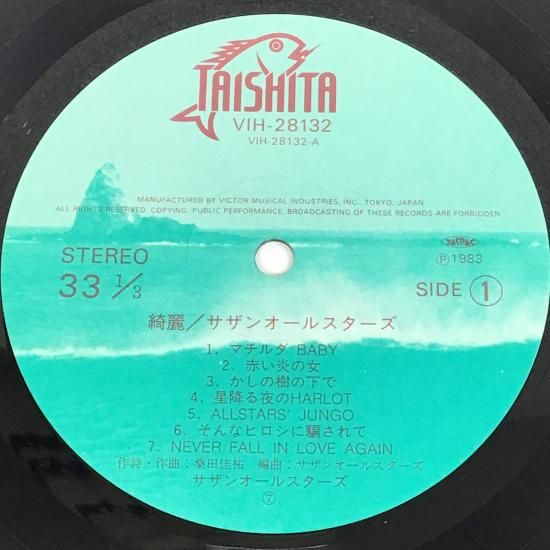 TAISHITA
VIH-28132
VIH-28132-A
MANUFACTURED BY VICTOR MUSICAL INDUSTRIES, INC., TOKYO, JAPAN
ALL RIGHTS RESERVED. COPYING, PUBLIC PERFORMANCE, BROADCASTING OF THESE RECORDS ARE FORBIDDEN
STEREO
33 1/3
JASRAC
Ⓟ1983
SIDE ①
綺麗／サザンオールスターズ
1. マチルダ BABY
2. 赤い炎の女
3. かしの樹の下で
4. 星降る夜のHARLOT
5. ALLSTARS' JUNGO
6. そんなヒロシに騙されて
7. NEVER FALL IN LOVE AGAIN
作詩・作曲：桑田佳祐 編曲：サザンオールスターズ
サザンオールスターズ
⑦